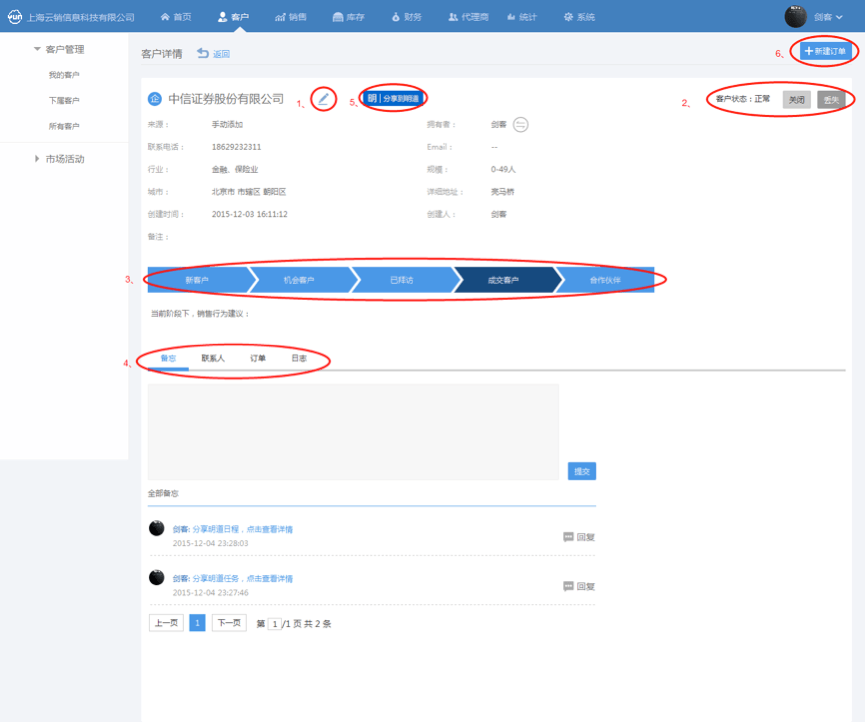 yun 上海云销信息科技有限公司 首页 客户 销售 库存 财务 代理商 统计 系统 剑客
客户管理
我的客户
下属客户
所有客户
市场活动
客户详情 返回
6、 新建订单
企 中信证券股份有限公司 1、 5、 明 | 分享到明道 2、 客户状态：正常 关闭 丢失
来源： 手动添加 拥有者： 剑客
联系电话： 18629232311 Email： --
行业： 金融、保险业 规模： 0-49人
城市： 北京市 市辖区 朝阳区 详细地址： 亮马桥
创建时间： 2015-12-03 16:11:12 创建人： 剑客
备注：
3、 新客户 机会客户 已拜访 成交客户 合作伙伴
当前阶段下，销售行为建议：
4、 备忘 联系人 订单 日志
提交
全部备忘
剑客: 分享明道日程，点击查看详情
2015-12-04 23:28:03 回复
剑客: 分享明道任务，点击查看详情
2015-12-04 23:27:46 回复
上一页 1 下一页 第 1 /1 页 共 2 条